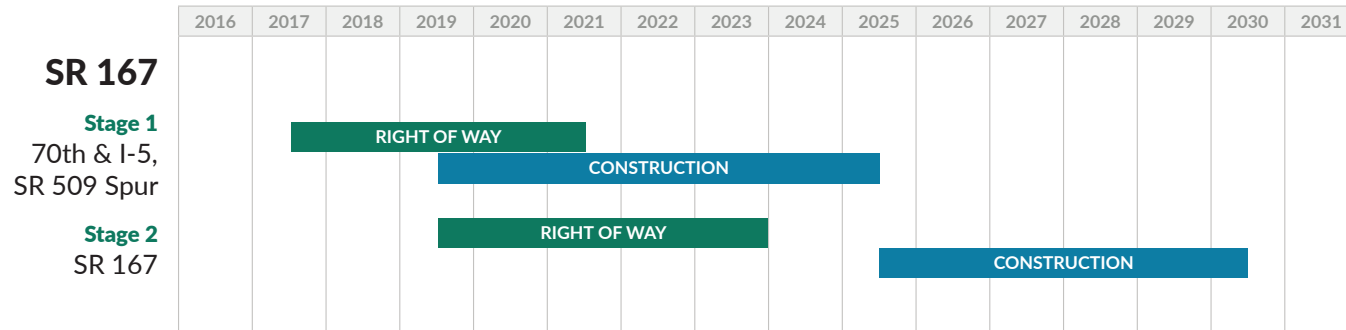 2016 2017 2018 2019 2020 2021 2022 2023 2024 2025 2026 2027 2028 2029 2030 2031
SR 167
Stage 1
70th & I-5,
SR 509 Spur
RIGHT OF WAY
CONSTRUCTION
Stage 2
SR 167
RIGHT OF WAY
CONSTRUCTION